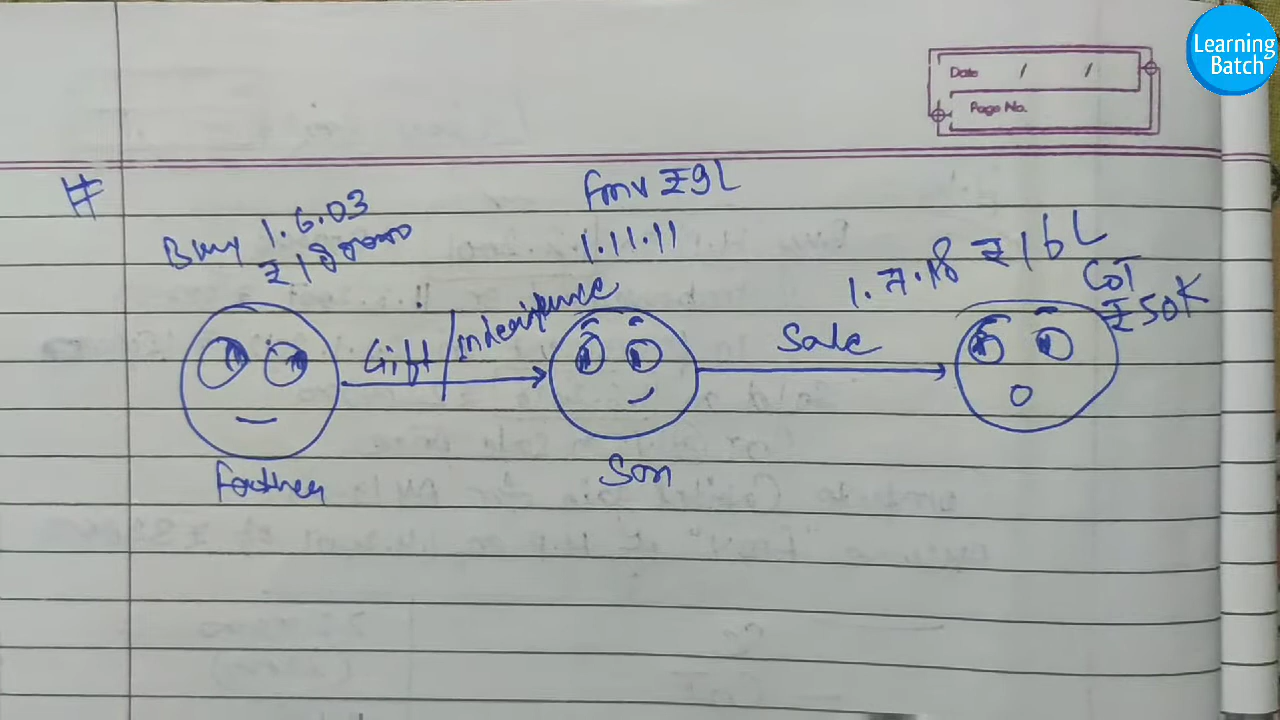 Learning
Batch
Date / /
Page No.
#
Fmv ₹9L
Buy 1.6.03
1.11.11
1.7.18 ₹16L
COT
₹50K
Gift/
Sale
Father
Son